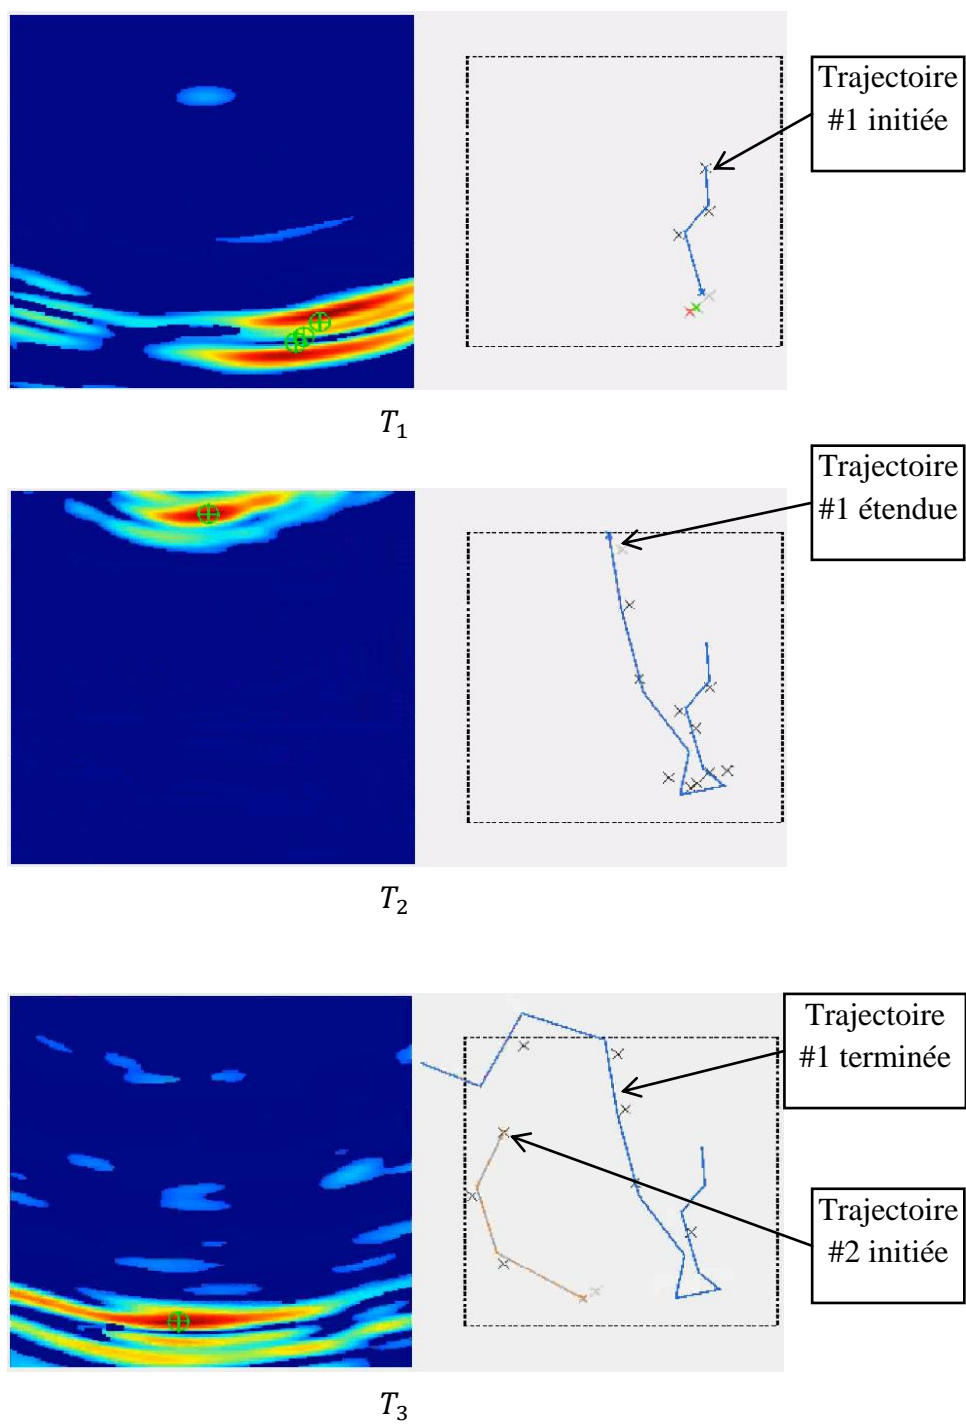 Trajectoire
#1 initiée
T₁
Trajectoire
#1 étendue
T₂
Trajectoire
#1 terminée
Trajectoire
#2 initiée
T₃